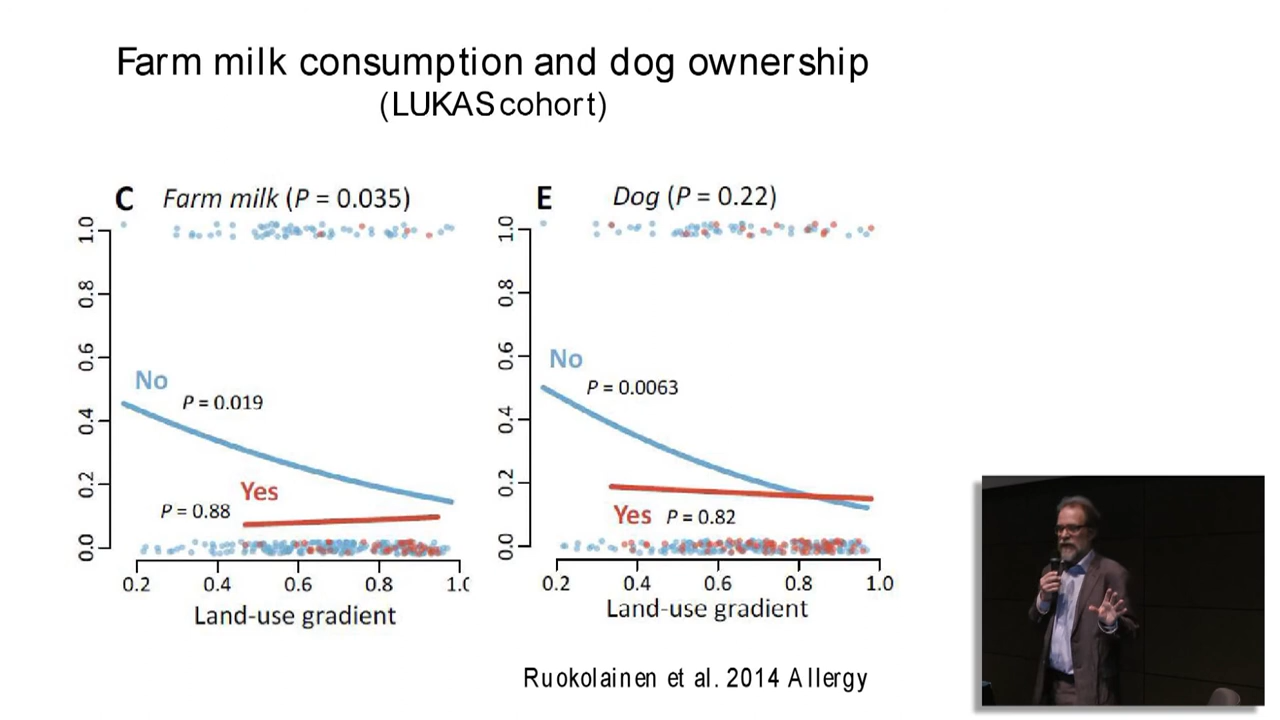 Farm milk consumption and dog ownership
(LUKAS cohort)
C Farm milk (P = 0.035)
1.0
0.8
0.6
0.4
0.2
0.0
No
P = 0.019
Yes
P = 0.88
0.2 0.4 0.6 0.8 1.0
Land-use gradient
E Dog (P = 0.22)
1.0
0.8
0.6
0.4
0.2
0.0
No
P = 0.0063
Yes P = 0.82
0.2 0.4 0.6 0.8 1.0
Land-use gradient
Ruokolainen et al. 2014 Allergy